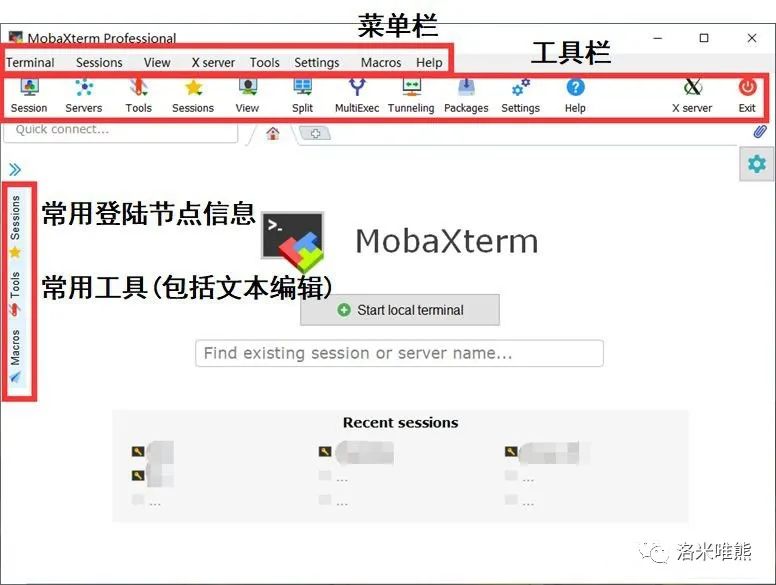 菜单栏
MobaXterm Professional
工具栏
Terminal Sessions View X server Tools Settings Macros Help
Session Servers Tools Sessions View Split MultiExec Tunneling Packages Settings Help X server Exit
Quick connect...
Sessions
常用登陆节点信息
MobaXterm
Tools
常用工具(包括文本编辑)
Start local terminal
Macros
Find existing session or server name...
Recent sessions
... ...
... ... ...
洛米唯熊